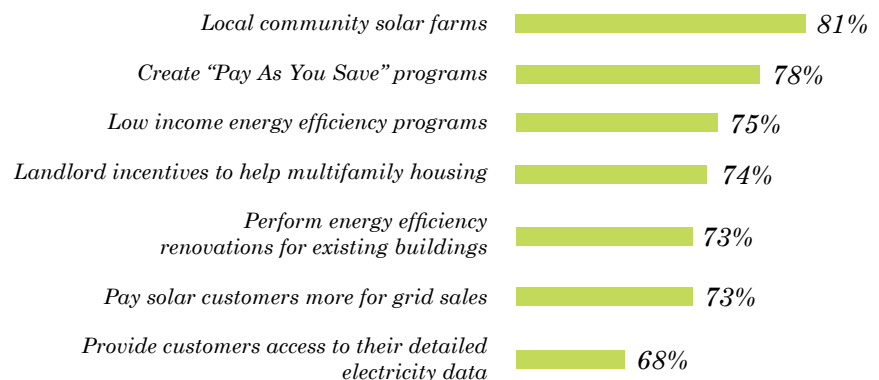 Local community solar farms 81%
Create “Pay As You Save” programs 78%
Low income energy efficiency programs 75%
Landlord incentives to help multifamily housing 74%
Perform energy efficiency
renovations for existing buildings 73%
Pay solar customers more for grid sales 73%
Provide customers access to their detailed
electricity data 68%